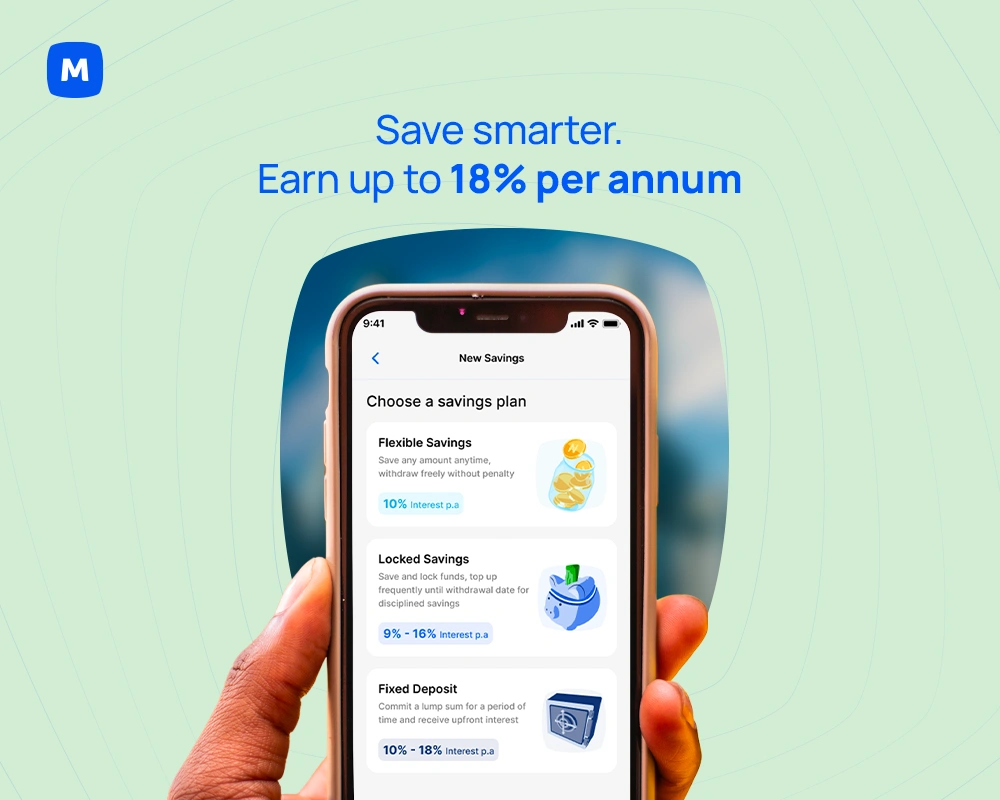 M
Save smarter.
Earn up to 18% per annum
9:41
New Savings
Choose a savings plan
Flexible Savings
Save any amount anytime,
withdraw freely without penalty
10% Interest p.a
Locked Savings
Save and lock funds, top up
frequently until withdrawal date for
disciplined savings
9% - 16% Interest p.a
Fixed Deposit
Commit a lump sum for a period of
time and receive upfront interest
10% - 18% Interest p.a